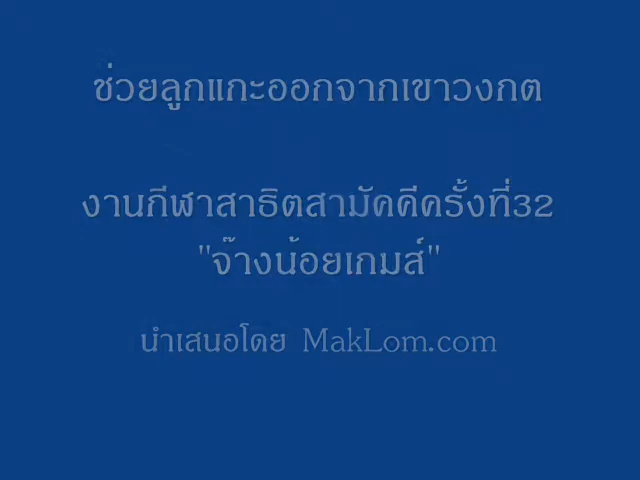 ช่วยลูกแกะออกจากเขาวงกต
งานกีฬาสาธิตสามัคคีครั้งที่32
"จ๊างน้อยเกมส์"
นำเสนอโดย MakLom.com